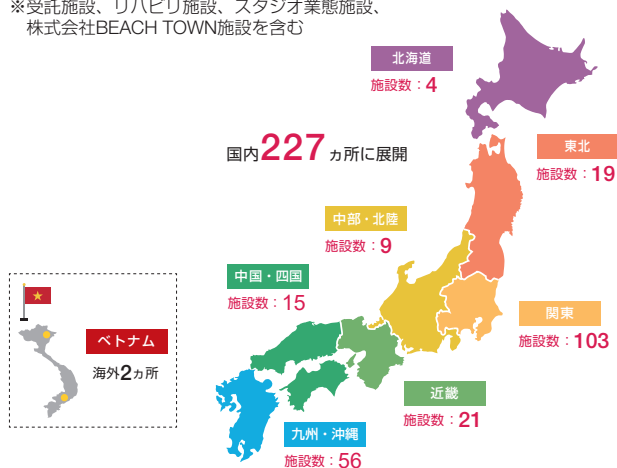 ※受託施設、リハビリ施設、スタジオ業態施設、
株式会社BEACH TOWN施設を含む
北海道
施設数：4
国内227ヵ所に展開
東北
施設数：19
中部・北陸
施設数：9
中国・四国
施設数：15
関東
施設数：103
ベトナム
海外2ヵ所
近畿
施設数：21
九州・沖縄
施設数：56